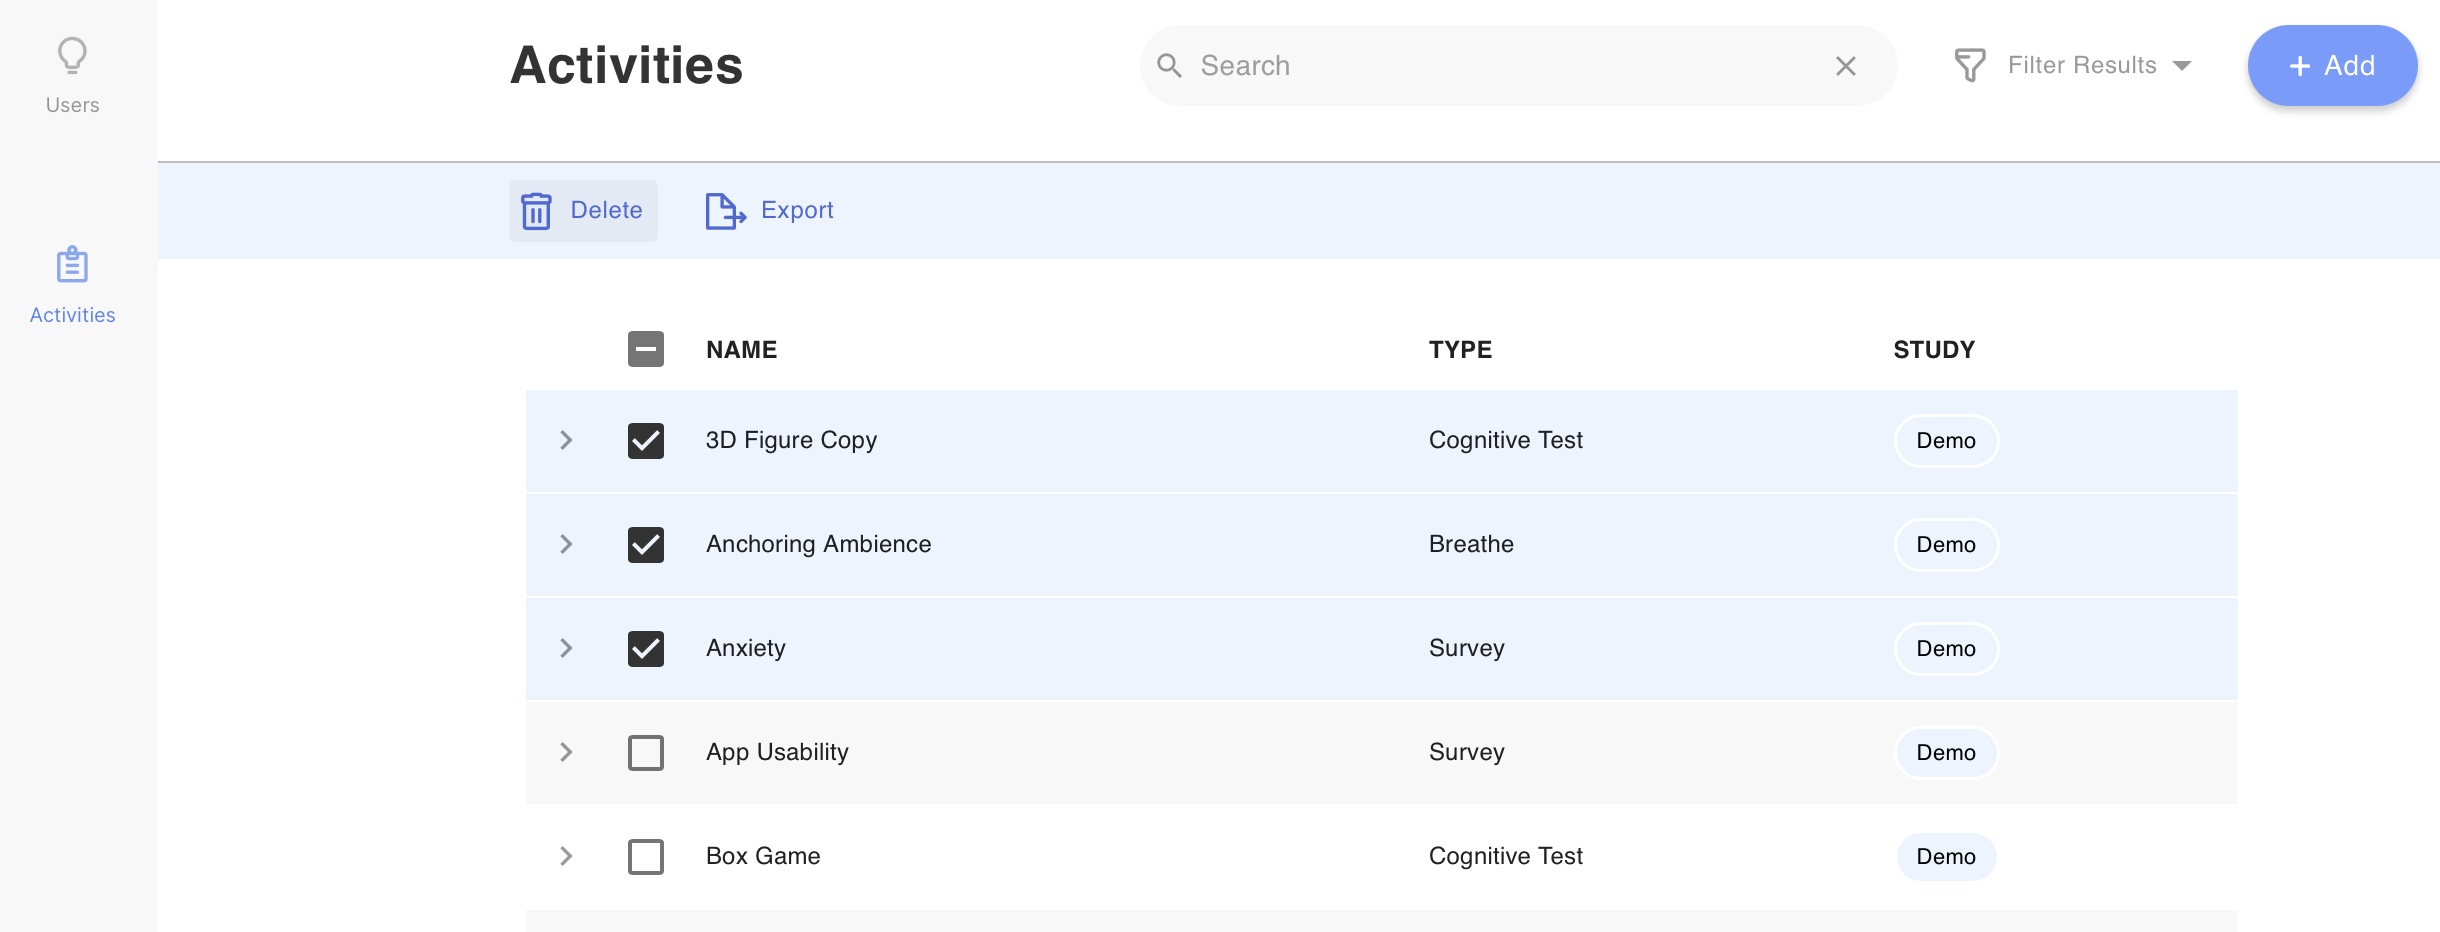 Users
Activities
Activities
Search
Filter Results
+ Add
Delete
Export
NAME TYPE STUDY
3D Figure Copy Cognitive Test Demo
Anchoring Ambience Breathe Demo
Anxiety Survey Demo
App Usability Survey Demo
Box Game Cognitive Test Demo